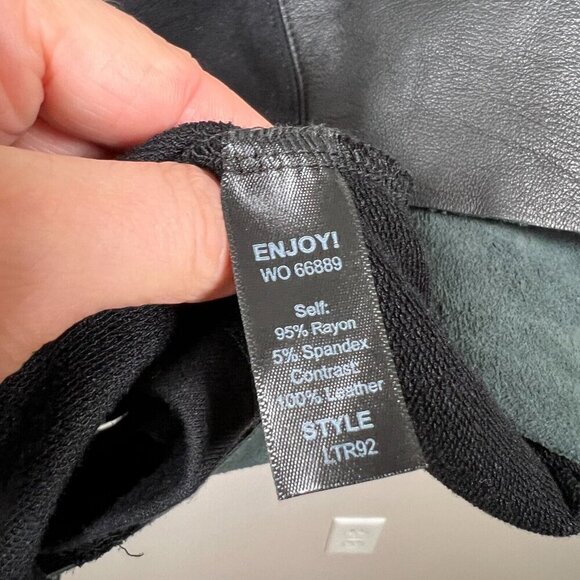 ENJOY!
WO 66889
Self:
95% Rayon
5% Spandex
Contrast:
100% Leather
STYLE
LTR92